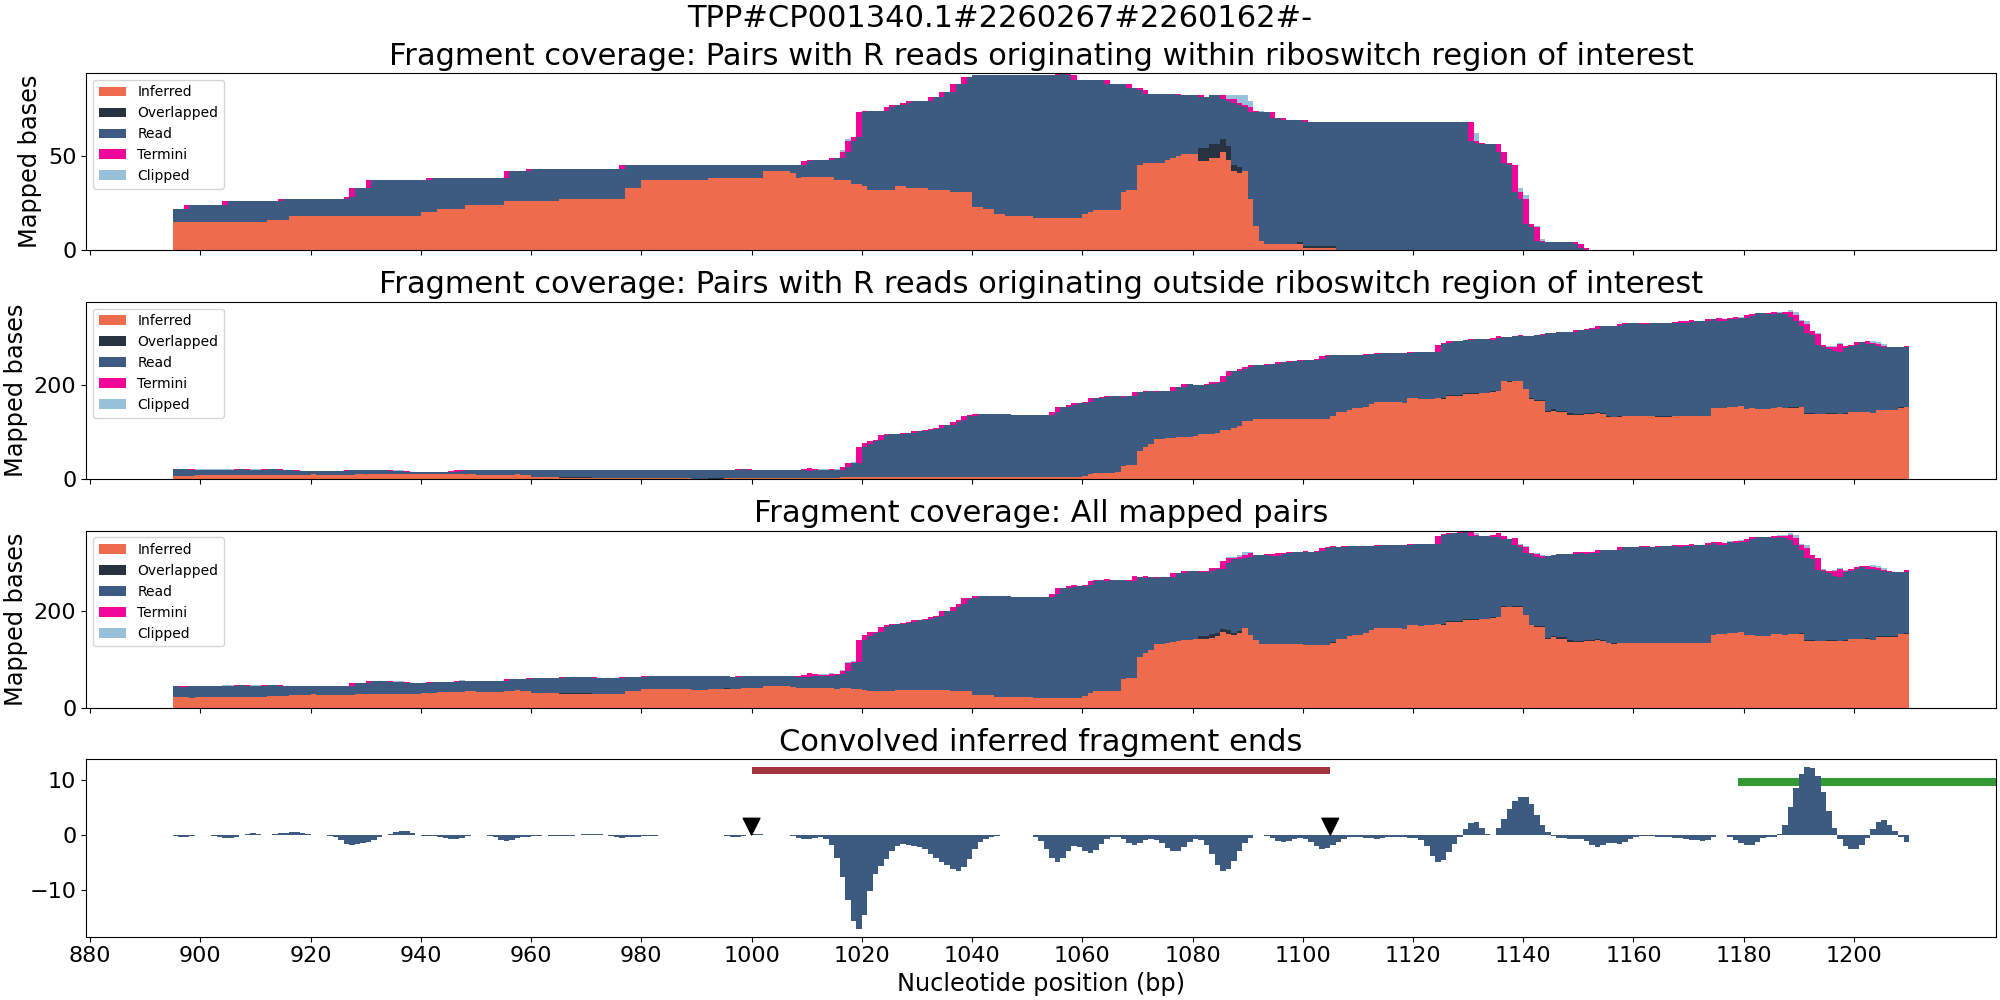 TPP#CP001340.1#2260267#2260162#-
Fragment coverage: Pairs with R reads originating within riboswitch region of interest
Mapped bases
50
0
Inferred
Overlapped
Read
Termini
Clipped
Fragment coverage: Pairs with R reads originating outside riboswitch region of interest
Mapped bases
200
0
Inferred
Overlapped
Read
Termini
Clipped
Fragment coverage: All mapped pairs
Mapped bases
200
0
Inferred
Overlapped
Read
Termini
Clipped
Convolved inferred fragment ends
10
0
−10
880 900 920 940 960 980 1000 1020 1040 1060 1080 1100 1120 1140 1160 1180 1200
Nucleotide position (bp)